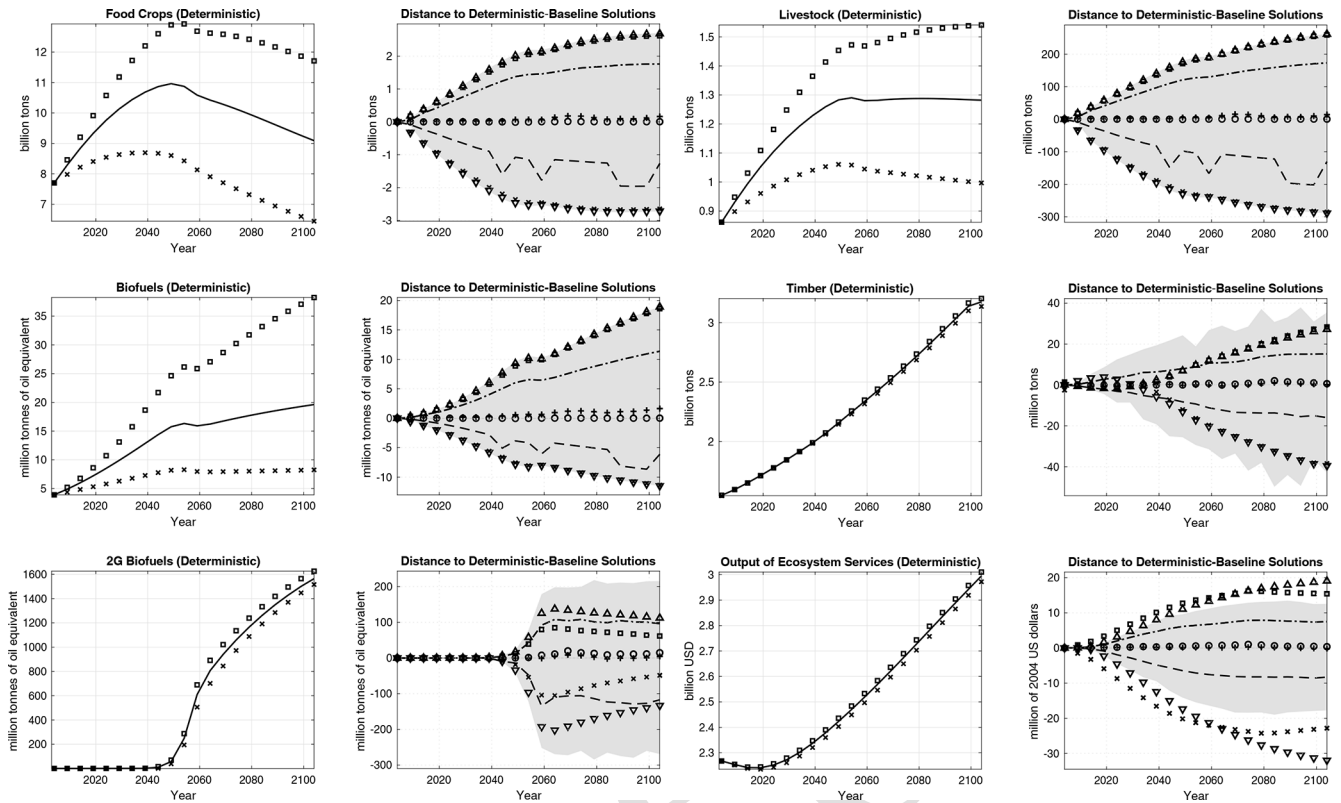 Food Crops (Deterministic)
billion tons
12
11
10
9
8
7
2020 2040 2060 2080 2100
Year
Distance to Deterministic-Baseline Solutions
billion tons
2
1
0
-1
-2
-3
2020 2040 2060 2080 2100
Year
Livestock (Deterministic)
billion tons
1.5
1.4
1.3
1.2
1.1
1
0.9
2020 2040 2060 2080 2100
Year
Distance to Deterministic-Baseline Solutions
million tons
200
100
0
-100
-200
-300
2020 2040 2060 2080 2100
Year
Biofuels (Deterministic)
million tonnes of oil equivalent
35
30
25
20
15
10
5
2020 2040 2060 2080 2100
Year
Distance to Deterministic-Baseline Solutions
million tonnes of oil equivalent
20
15
10
5
0
-5
-10
2020 2040 2060 2080 2100
Year
Timber (Deterministic)
billion tons
3
2.5
2
2020 2040 2060 2080 2100
Year
Distance to Deterministic-Baseline Solutions
million tons
40
20
0
-20
-40
2020 2040 2060 2080 2100
Year
2G Biofuels (Deterministic)
million tonnes of oil equivalent
1600
1400
1200
1000
800
600
400
200
2020 2040 2060 2080 2100
Year
Distance to Deterministic-Baseline Solutions
million tonnes of oil equivalent
200
100
0
-100
-200
-300
2020 2040 2060 2080 2100
Year
Output of Ecosystem Services (Deterministic)
billion USD
3
2.9
2.8
2.7
2.6
2.5
2.4
2.3
2020 2040 2060 2080 2100
Year
Distance to Deterministic-Baseline Solutions
million of 2004 US dollars
20
10
0
-10
-20
-30
2020 2040 2060 2080 2100
Year